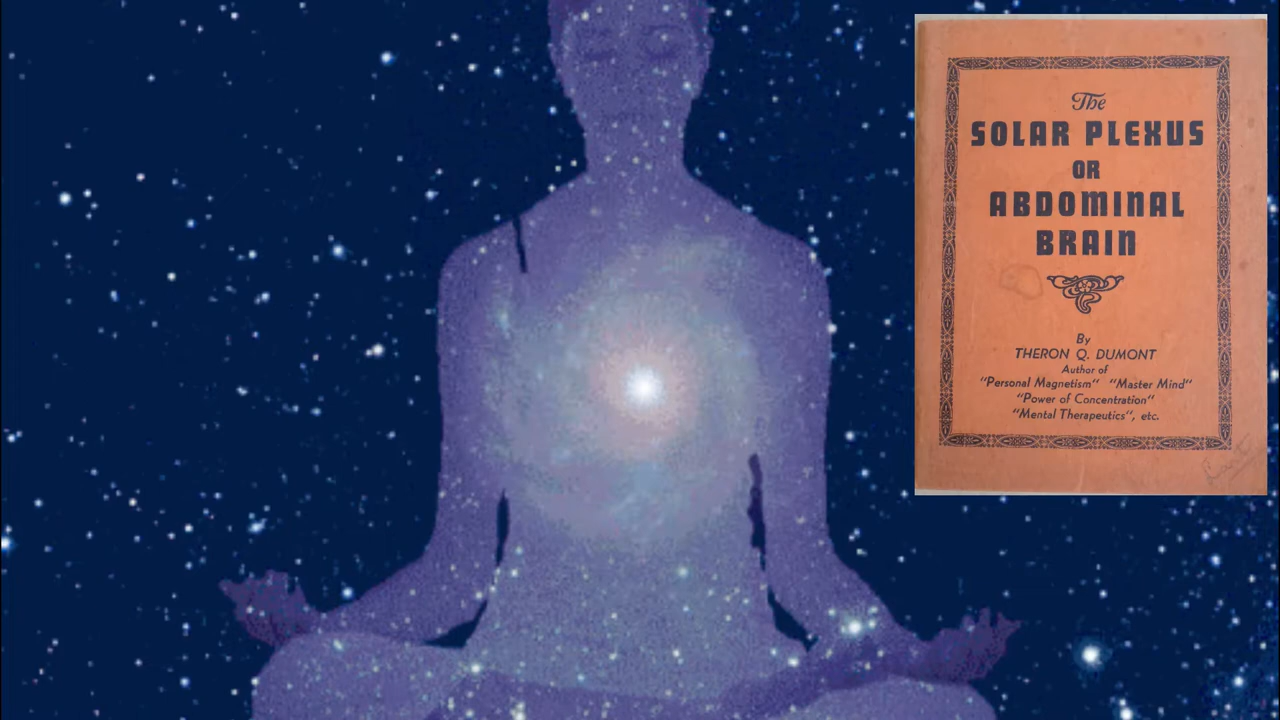 The
SOLAR PLEXUS
OR
ABDOMINAL
BRAIN
By
THERON Q. DUMONT
Author of
"Personal Magnetism" "Master Mind"
"Power of Concentration"
"Mental Therapeutics", etc.